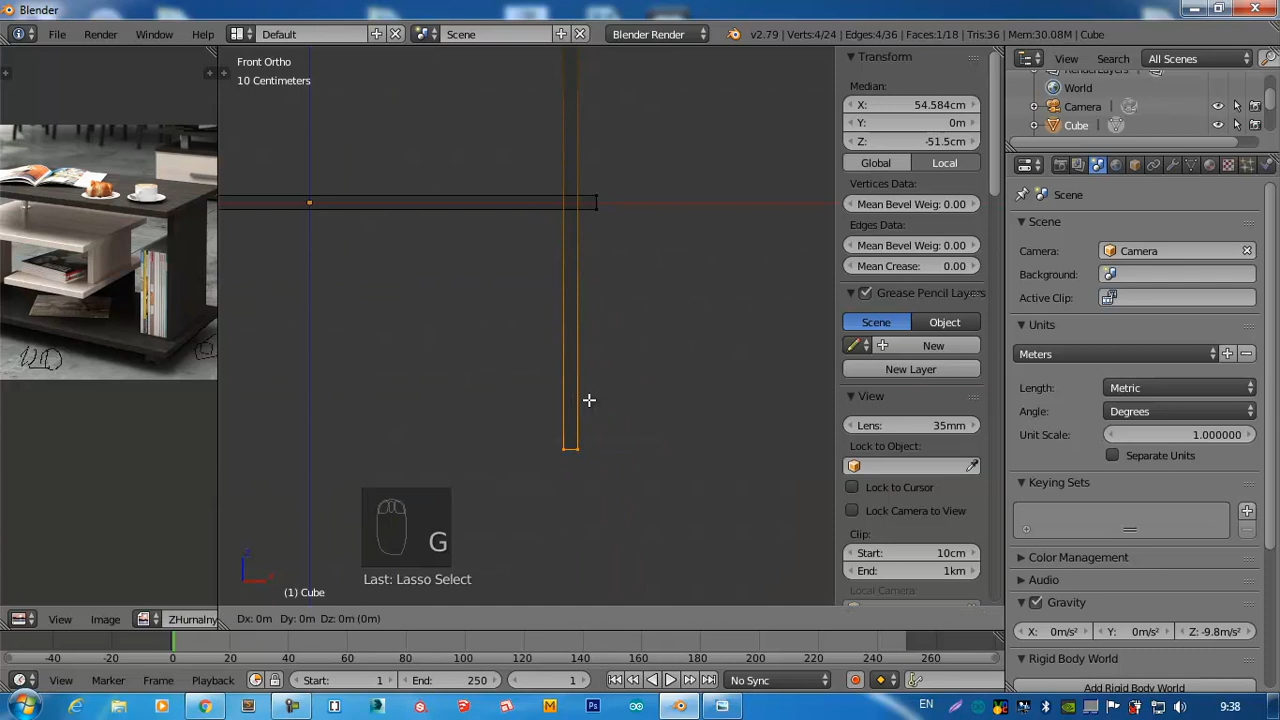 Blender
File Render Window Help
Default
Scene
Blender Render
v2.79 | Verts:4/24 | Edges:4/36 | Faces:1/18 | Tris:36 | Mem:30.08M | Cube
Front Ortho
10 Centimeters
Transform
Median:
X: 54.584cm
Y: 0m
Z: -51.5cm
Global Local
Vertices Data:
Mean Bevel Weig: 0.00
Edges Data:
Mean Bevel Weig: 0.00
Mean Crease: 0.00
Grease Pencil Layers
Scene Object
New
New Layer
View
Lens: 35mm
Lock to Object:
Lock to Cursor
Lock Camera to View
Clip:
Start: 10cm
End: 1km
Local Camera:
View Search All Scenes
RenderLayers
World
Camera
Cube
Scene
Scene
Camera: Camera
Background:
Active Clip:
Units
Meters
Length: Metric
Angle: Degrees
Unit Scale: 1.000000
Separate Units
Keying Sets
Color Management
Audio
Gravity
X: 0m/s² Y: 0m/s² Z: -9.8m/s²
Rigid Body World
Add Rigid Body World
G
Last: Lasso Select
(1) Cube
120
View Image ZHumalny
Dx: 0m Dy: 0m Dz: 0m (0m)
-40 -20 0 20 40 60 80 100 120 140 160 180 200 220 240 260
View Marker Frame Playback Start: 1 End: 250 1 No Sync
EN 9:38